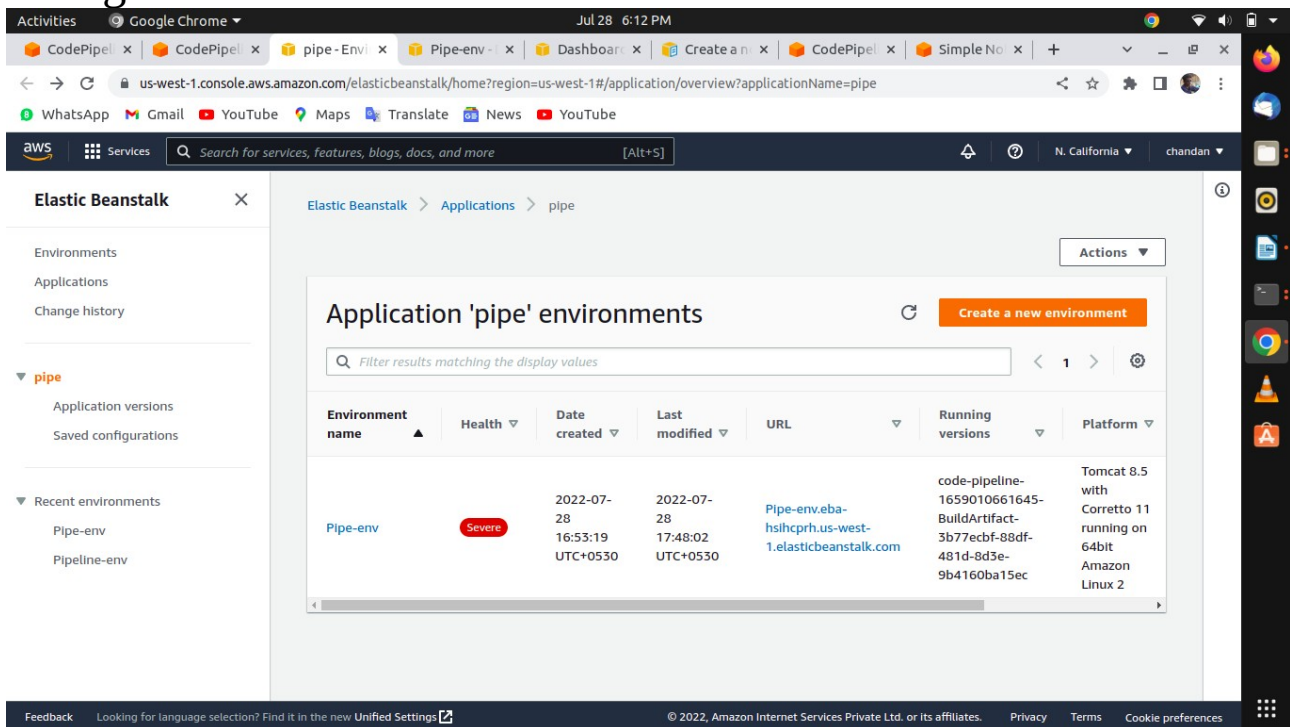 Activities Google Chrome Jul 28 6:12 PM
CodePipeli CodePipeli pipe - Envi Pipe-env - Dashboard Create a n CodePipel Simple No
us-west-1.console.aws.amazon.com/elasticbeanstalk/home?region=us-west-1#/application/overview?applicationName=pipe
WhatsApp Gmail YouTube Maps Translate News YouTube
aws Services Search for services, features, blogs, docs, and more [Alt+S] N. California chandan
Elastic Beanstalk
Environments
Applications
Change history
pipe
Application versions
Saved configurations
Recent environments
Pipe-env
Pipeline-env
Elastic Beanstalk > Applications > pipe
Actions
Application 'pipe' environments
Create a new environment
Filter results matching the display values
< 1 >
Environment name Health Date created Last modified URL Running versions Platform
Pipe-env
Severe
2022-07-
28
16:53:19
UTC+0530
2022-07-
28
17:48:02
UTC+0530
Pipe-env.eba-
hsihcprh.us-west-
1.elasticbeanstalk.com
code-pipeline-
1659010661645-
BuildArtifact-
3b77ecbf-88df-
481d-8d3e-
9b4160ba15ec
Tomcat 8.5
with
Corretto 11
running on
64bit
Amazon
Linux 2
Feedback Looking for language selection? Find it in the new Unified Settings © 2022, Amazon Internet Services Private Ltd. or its affiliates. Privacy Terms Cookie preferences